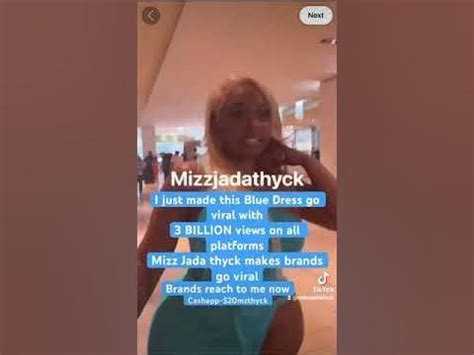 Next
Mizzjadathyck
I just made this Blue Dress go
viral with
3 BILLION views on all
platforms
Mizz Jada thyck makes brands
go viral
Brands reach to me now
Cashapp-$20mzthyck
TikTok